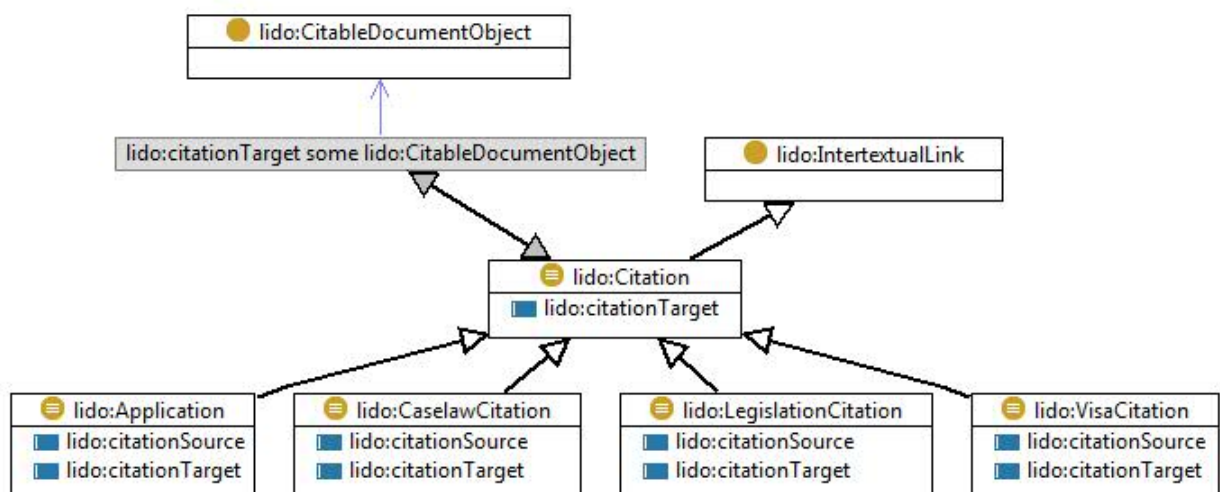 lido:CitableDocumentObject
lido:citationTarget some lido:CitableDocumentObject
lido:IntertextualLink
lido:Citation
lido:citationTarget
lido:Application
lido:citationSource
lido:citationTarget
lido:CaselawCitation
lido:citationSource
lido:citationTarget
lido:LegislationCitation
lido:citationSource
lido:citationTarget
lido:VisaCitation
lido:citationSource
lido:citationTarget